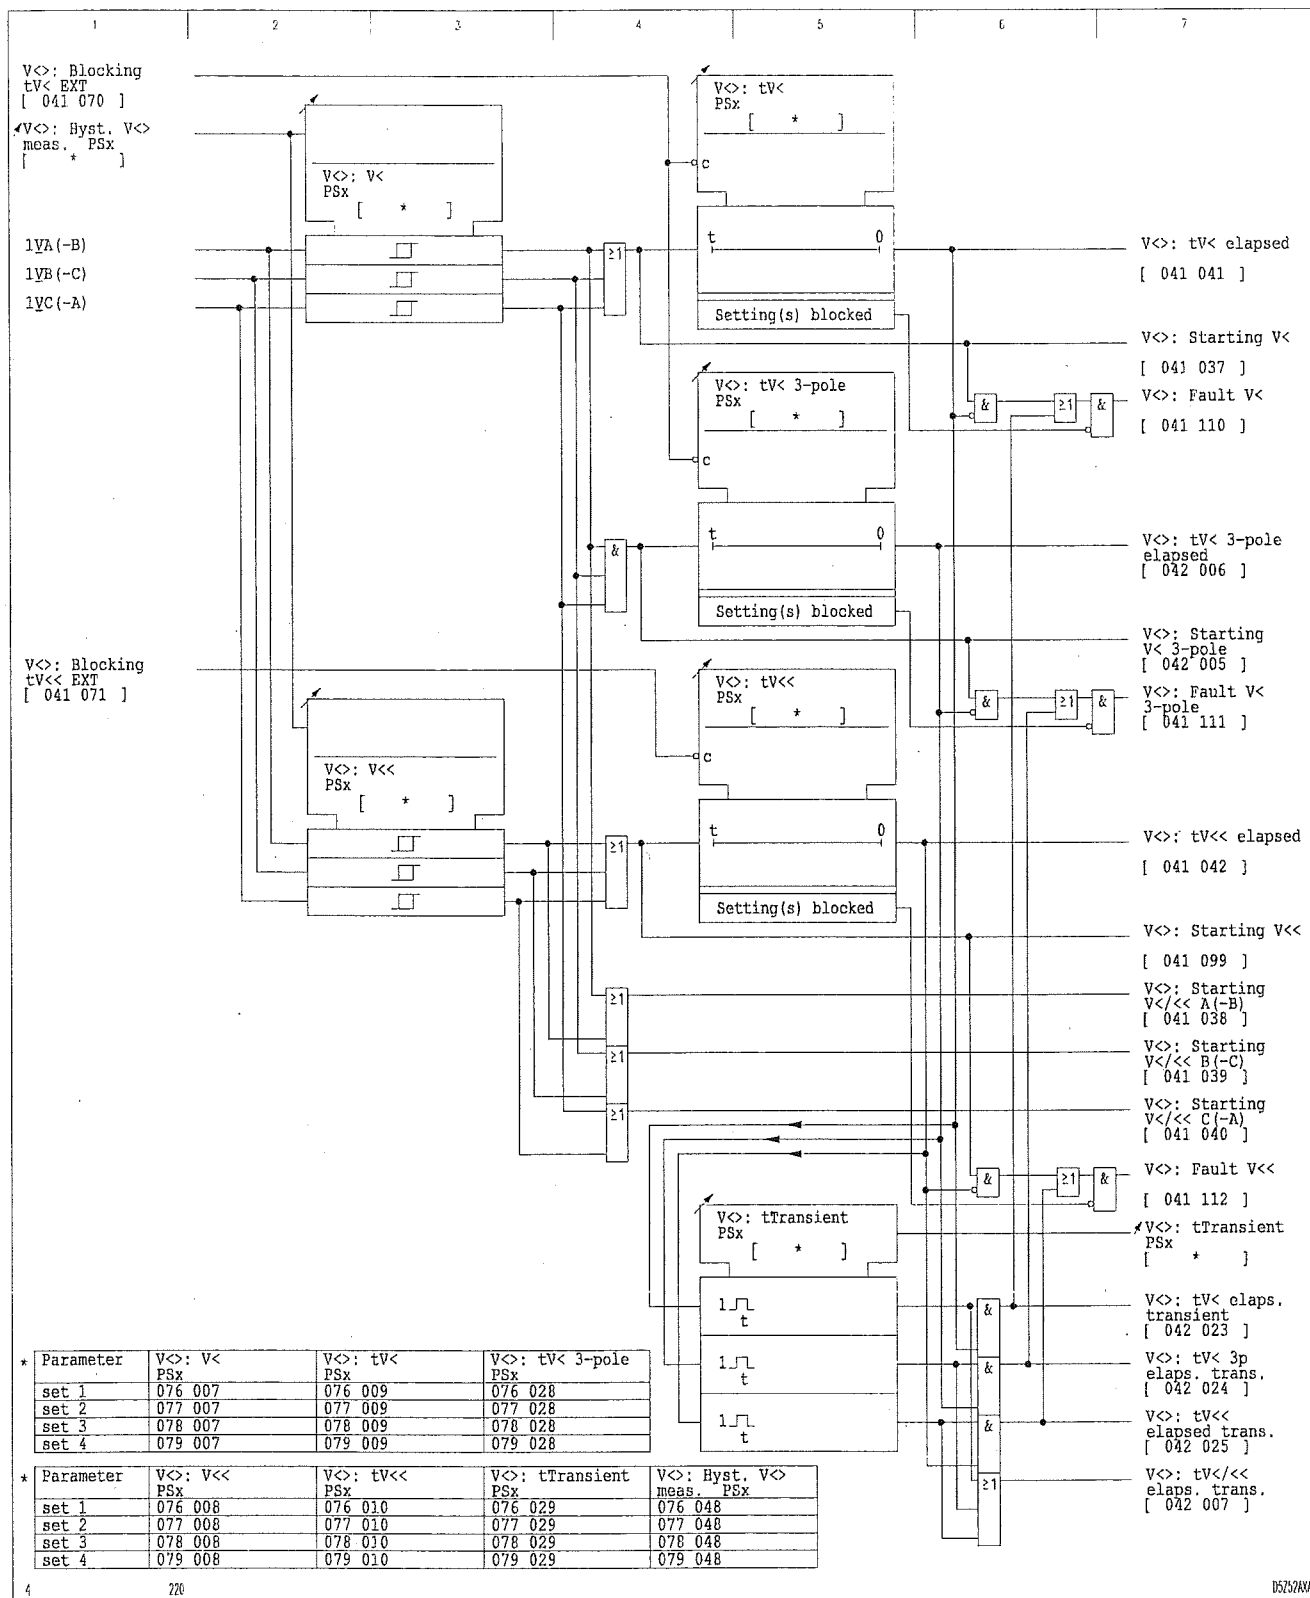 1 2 3 4 5 6 7
V<>: Blocking
tV< EXT
[ 041 070 ]
V<>: Hyst. V<>
meas. PSx
[ * ]
V<>: V<
PSx
[ * ]
V<>: tV<
PSx
[ * ]
c
1VA(-B)
1VB(-C)
1VC(-A)
≥1
t 0
Setting(s) blocked
V<>: tV< elapsed
[ 041 041 ]
V<>: Starting V<
[ 041 037 ]
V<>: Fault V<
[ 041 110 ]
& ≥1 &
V<>: tV< 3-pole
PSx
[ * ]
c
&
t 0
Setting(s) blocked
V<>: tV< 3-pole
elapsed
[ 042 006 ]
V<>: Starting
V< 3-pole
[ 042 005 ]
V<>: Fault V<
3-pole
[ 041 111 ]
& ≥1 &
V<>: Blocking
tV<< EXT
[ 041 071 ]
V<>: V<<
PSx
[ * ]
V<>: tV<<
PSx
[ * ]
c
≥1
t 0
Setting(s) blocked
V<>: tV<< elapsed
[ 041 042 ]
V<>: Starting V<<
[ 041 099 ]
≥1
V<>: Starting
V</<< A(-B)
[ 041 038 ]
≥1
V<>: Starting
V</<< B(-C)
[ 041 039 ]
≥1
V<>: Starting
V</<< C(-A)
[ 041 040 ]
& ≥1 &
V<>: Fault V<<
[ 041 112 ]
V<>: tTransient
PSx
[ * ]
V<>: tTransient
PSx
[ * ]
1 t
1 t
1 t
&
&
&
≥1
V<>: tV< elaps.
transient
[ 042 023 ]
V<>: tV< 3p
elaps. trans.
[ 042 024 ]
V<>: tV<<
elapsed trans.
[ 042 025 ]
V<>: tV</<<
elaps. trans.
[ 042 007 ]
* Parameter V<>: V< PSx V<>: tV< PSx V<>: tV< 3-pole PSx
set 1 076 007 076 009 076 028
set 2 077 007 077 009 077 028
set 3 078 007 078 009 078 028
set 4 079 007 079 009 079 028
* Parameter V<>: V<< PSx V<>: tV<< PSx V<>: tTransient PSx V<>: Hyst. V<> meas. PSx
set 1 076 008 076 010 076 029 076 048
set 2 077 008 077 010 077 029 077 048
set 3 078 008 078 010 078 029 078 048
set 4 079 008 079 010 079 029 079 048
4 220